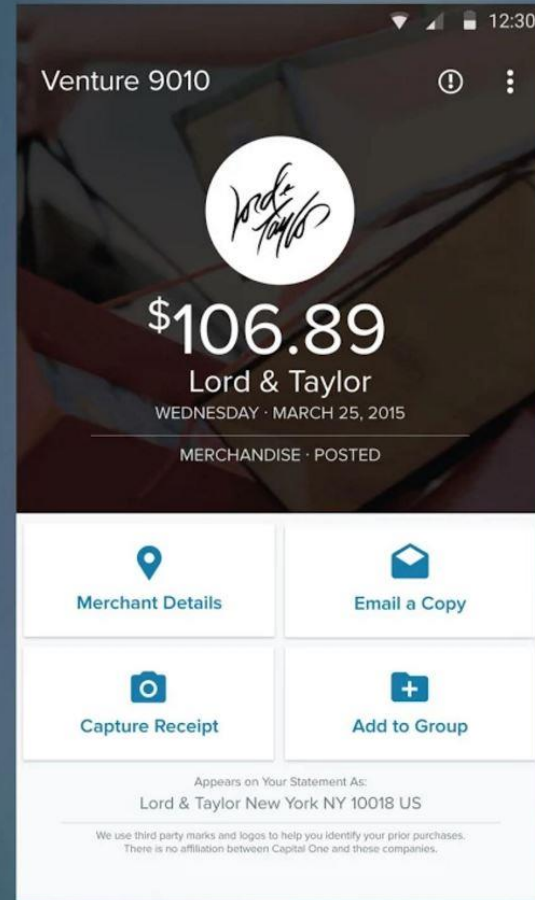 12:30
Venture 9010
Lord & Taylor
$106.89
Lord & Taylor
WEDNESDAY · MARCH 25, 2015
MERCHANDISE · POSTED
Merchant Details
Email a Copy
Capture Receipt
Add to Group
Appears on Your Statement As:
Lord & Taylor New York NY 10018 US
We use third party marks and logos to help you identify your prior purchases.
There is no affiliation between Capital One and these companies.